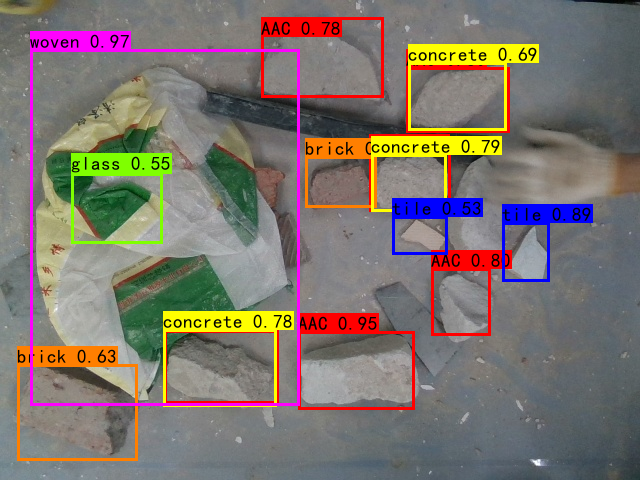 AAC 0.78
woven 0.97
concrete 0.69
brick 0
concrete 0.79
glass 0.55
tile 0.53
tile 0.89
AAC 0.80
concrete 0.78
AAC 0.95
brick 0.63